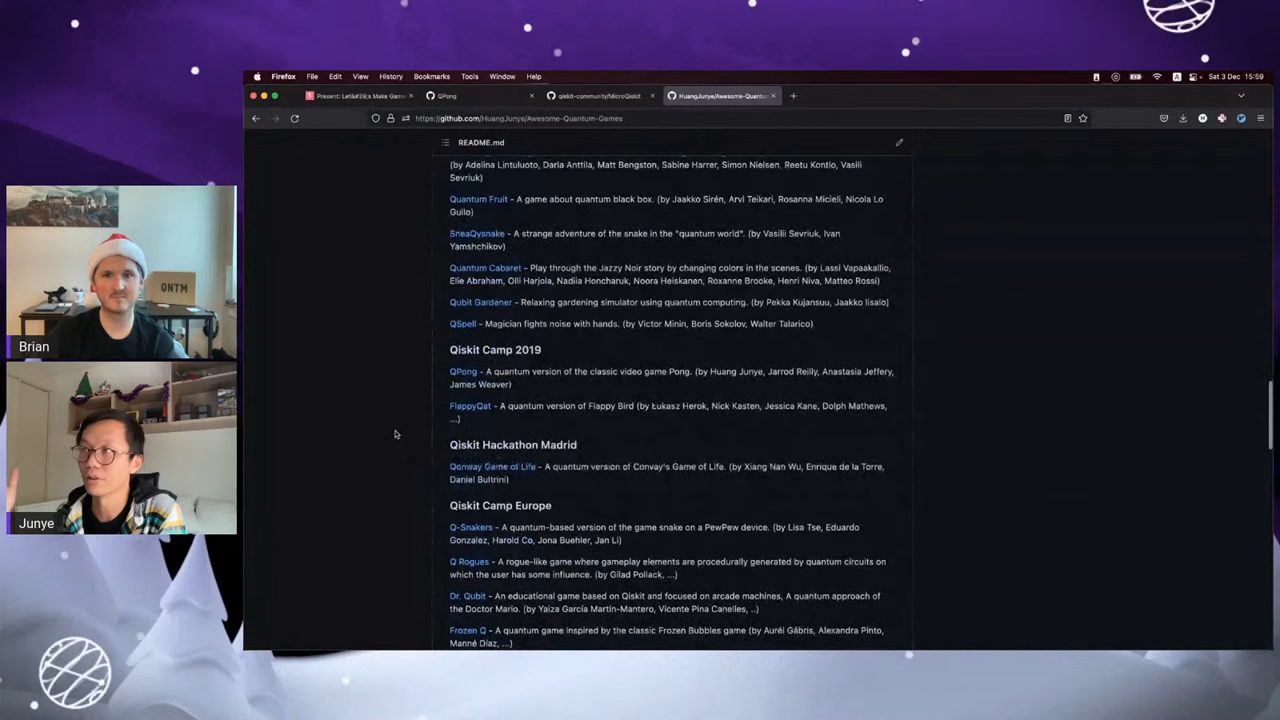 Firefox File Edit View History Bookmarks Tools Window Help
Sat 3 Dec 15:59
Present: Let&#39;s Make Game
QPong
qiskit-community/MicroQiskit
HuangJunye/Awesome-Quantum
https://github.com/HuangJunye/Awesome-Quantum-Games
README.md
(by Adelina Lintuluoto, Daria Anttila, Matt Bengston, Sabine Harrer, Simon Nielsen, Reetu Kontio, Vasili
Sevriuk)
Quantum Fruit - A game about quantum black box. (by Jaakko Sirén, Arvi Teikari, Rosanna Micieli, Nicola Lo
Gullo)
SneaQysnake - A strange adventure of the snake in the "quantum world". (by Vasilii Sevriuk, Ivan
Yamshchikov)
Quantum Cabaret - Play through the Jazzy Noir story by changing colors in the scenes. (by Lassi Vapaakallio,
Elie Abraham, Olli Harjola, Nadiia Honcharuk, Noora Heiskanen, Roxanne Brooke, Henri Niva, Matteo Rossi)
Qubit Gardener - Relaxing gardening simulator using quantum computing. (by Pekka Kujansuu, Jaakko Iisalo)
QSpell - Magician fights noise with hands. (by Victor Minin, Boris Sokolov, Walter Talarico)
Qiskit Camp 2019
QPong - A quantum version of the classic video game Pong. (by Huang Junye, Jarrod Reilly, Anastasia Jeffery,
James Weaver)
FlappyQat - A quantum version of Flappy Bird (by Łukasz Herok, Nick Kasten, Jessica Kane, Dolph Mathews,
...)
Qiskit Hackathon Madrid
Qonway Game of Life - A quantum version of Convay's Game of Life. (by Xiang Nan Wu, Enrique de la Torre,
Daniel Bultrini)
Qiskit Camp Europe
Q-Snakers - A quantum-based version of the game snake on a PewPew device. (by Lisa Tse, Eduardo
Gonzalez, Harold Co, Jona Buehler, Jan Li)
Q Rogues - A rogue-like game where gameplay elements are procedurally generated by quantum circuits on
which the user has some influence. (by Gilad Pollack, ...)
Dr. Qubit - An educational game based on Qiskit and focused on arcade machines, A quantum approach of
the Doctor Mario. (by Yaiza García Martín-Mantero, Vicente Pina Canelles, ..)
Frozen Q - A quantum game inspired by the classic Frozen Bubbles game (by Aurél Gábris, Alexandra Pinto,
Manné Díaz, ...)
ONTM
Brian
Junye